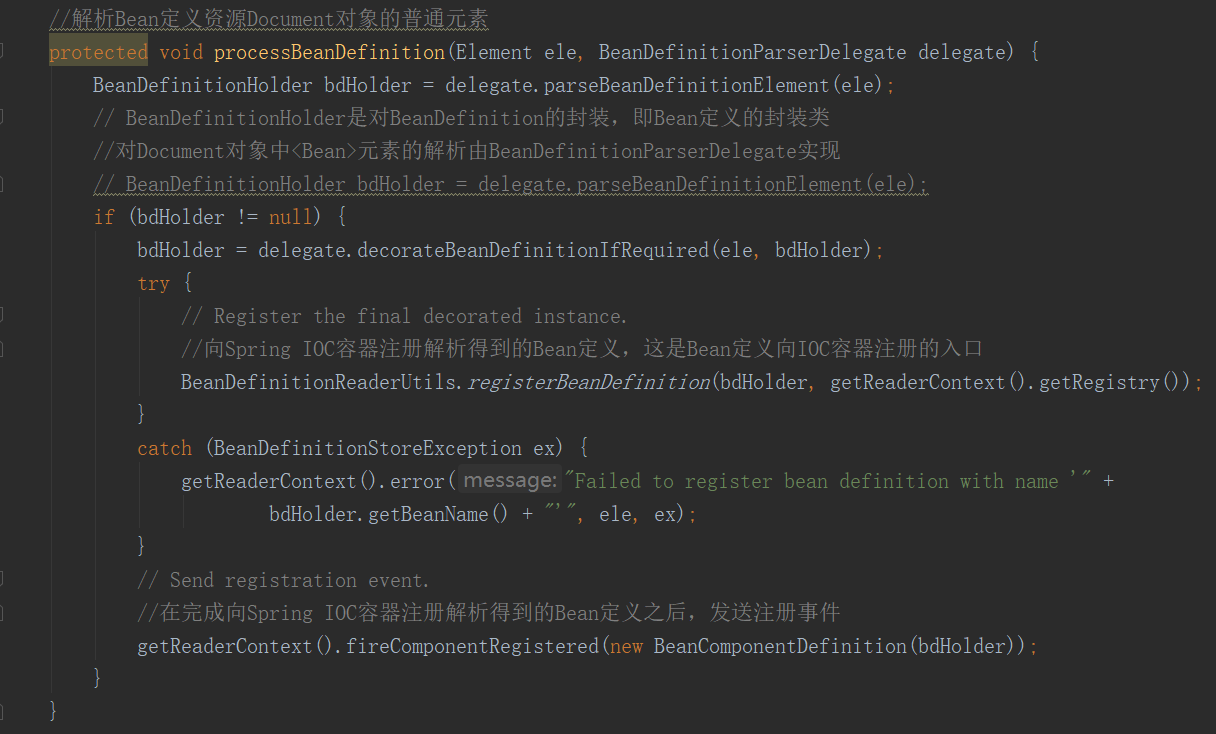 //解析Bean定义资源Document对象的普通元素
protected void processBeanDefinition(Element ele, BeanDefinitionParserDelegate delegate) {
BeanDefinitionHolder bdHolder = delegate.parseBeanDefinitionElement(ele);
// BeanDefinitionHolder是对BeanDefinition的封装，即Bean定义的封装类
//对Document对象中<Bean>元素的解析由BeanDefinitionParserDelegate实现
// BeanDefinitionHolder bdHolder = delegate.parseBeanDefinitionElement(ele);
if (bdHolder != null) {
bdHolder = delegate.decorateBeanDefinitionIfRequired(ele, bdHolder);
try {
// Register the final decorated instance.
//向Spring IOC容器注册解析得到的Bean定义，这是Bean定义向IOC容器注册的入口
BeanDefinitionReaderUtils.registerBeanDefinition(bdHolder, getReaderContext().getRegistry());
}
catch (BeanDefinitionStoreException ex) {
getReaderContext().error( message: "Failed to register bean definition with name '" +
bdHolder.getBeanName() + "'", ele, ex);
}
// Send registration event.
//在完成向Spring IOC容器注册解析得到的Bean定义之后，发送注册事件
getReaderContext().fireComponentRegistered(new BeanComponentDefinition(bdHolder));
}
}